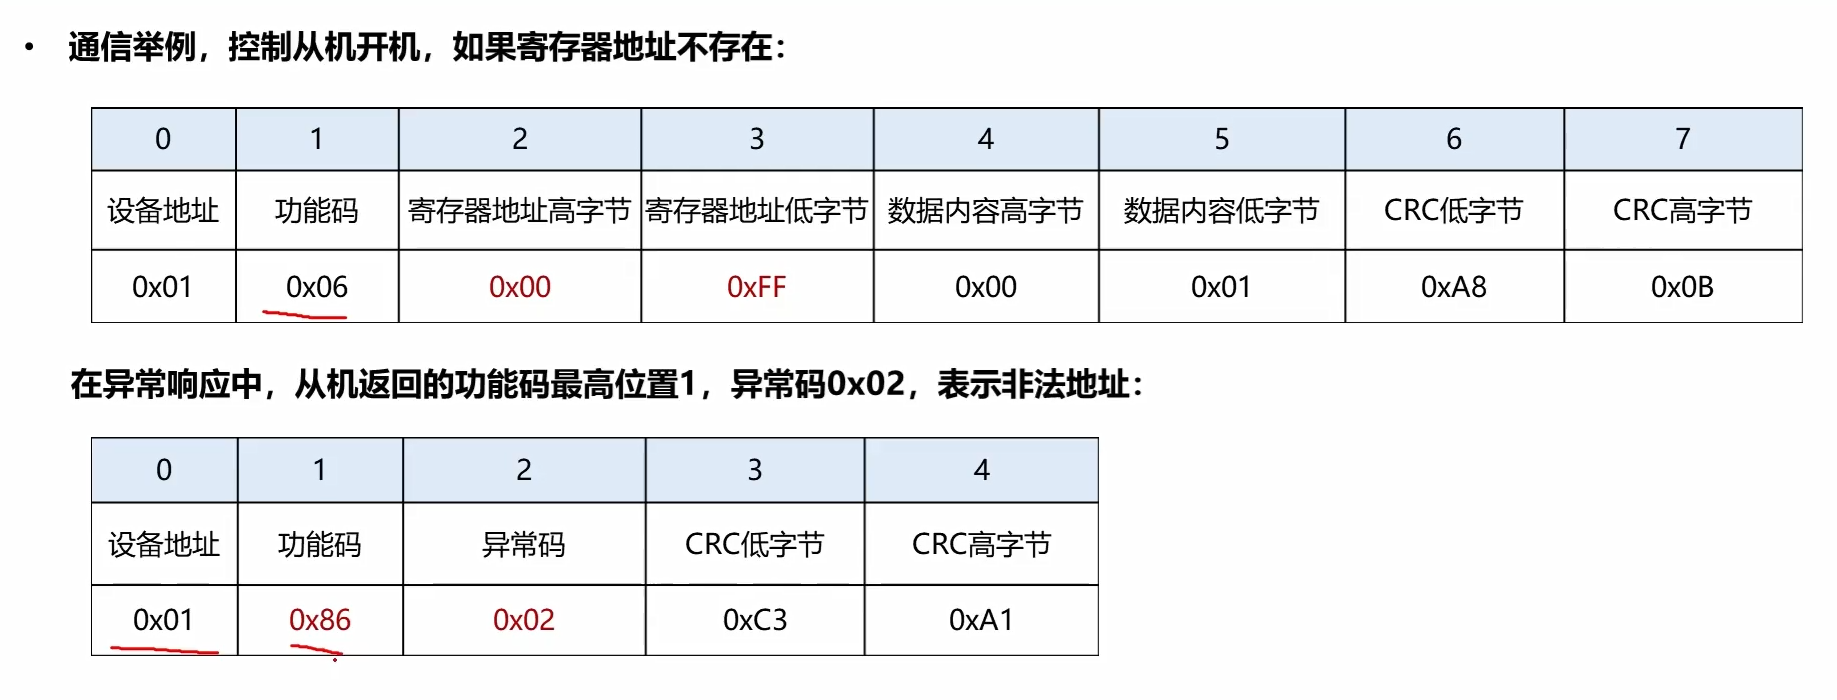 • 通信举例，控制从机开机，如果寄存器地址不存在：
0 1 2 3 4 5 6 7
设备地址 功能码 寄存器地址高字节 寄存器地址低字节 数据内容高字节 数据内容低字节 CRC低字节 CRC高字节
0x01 0x06 0x00 0xFF 0x00 0x01 0xA8 0x0B
在异常响应中，从机返回的功能码最高位置1，异常码0x02，表示非法地址：
0 1 2 3 4
设备地址 功能码 异常码 CRC低字节 CRC高字节
0x01 0x86 0x02 0xC3 0xA1